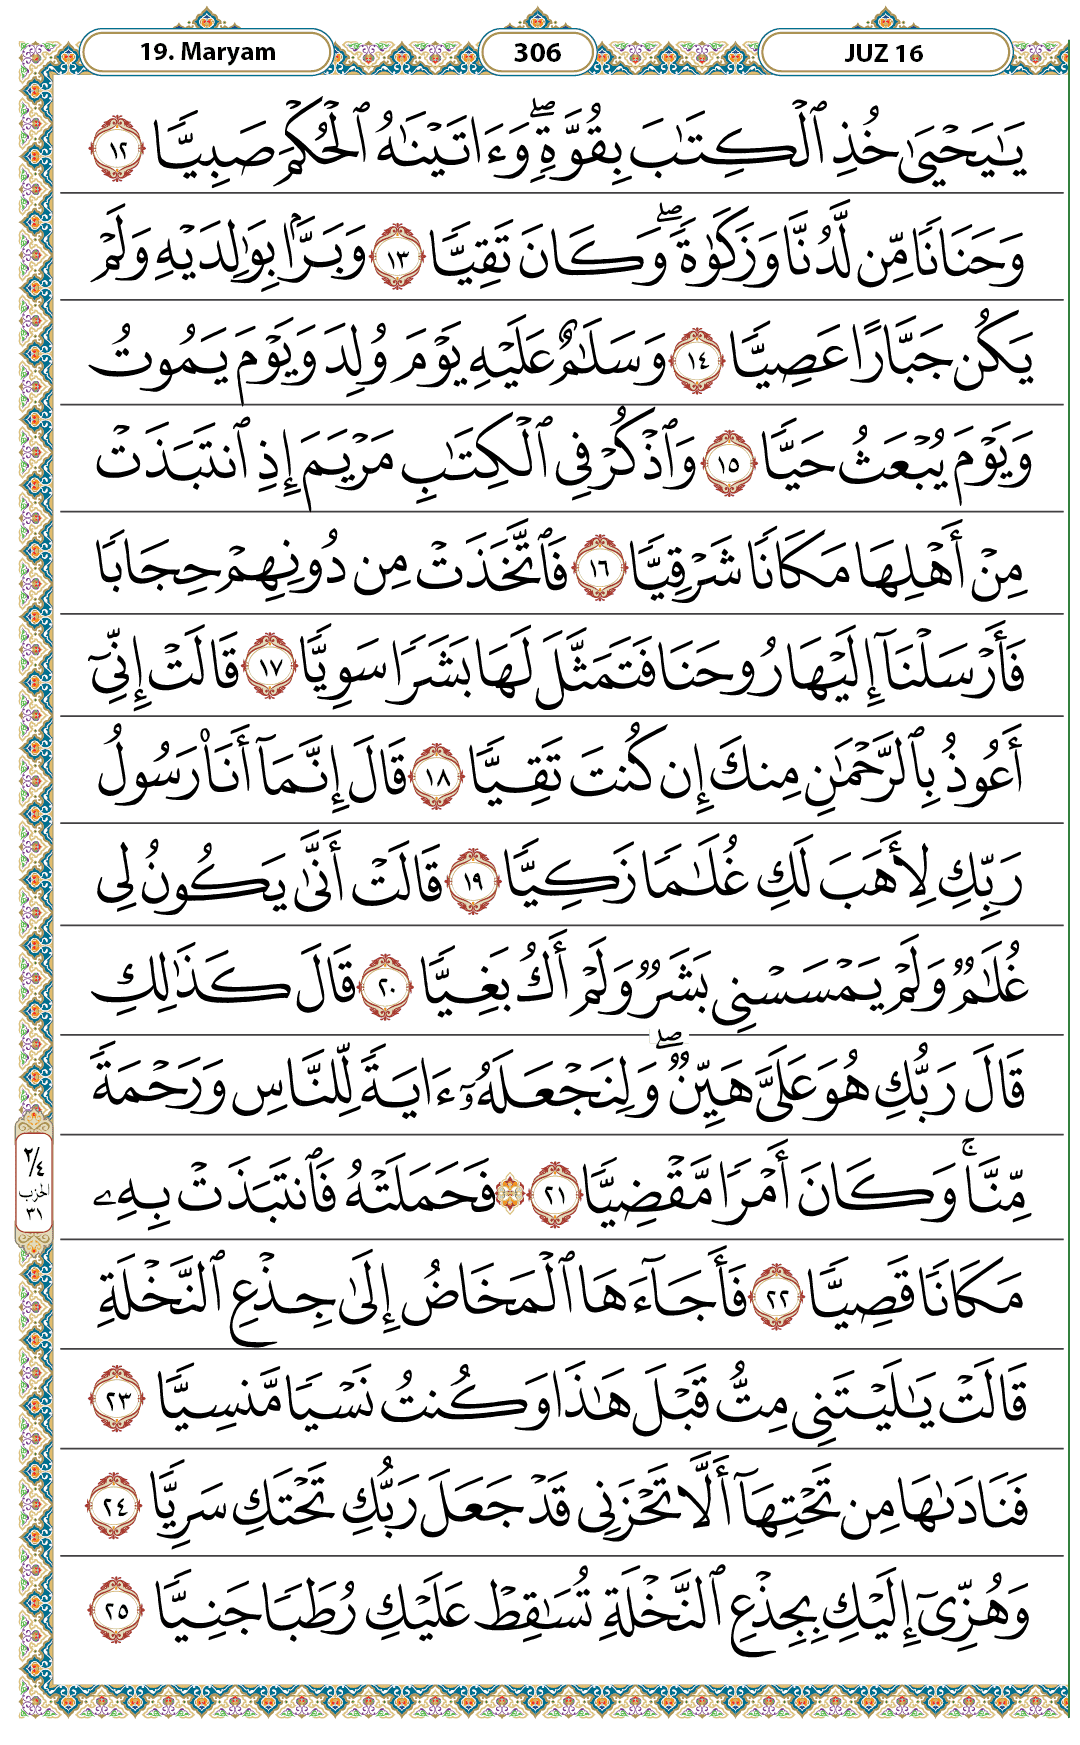 19. Maryam
306
JUZ 16
يَـٰيَحْيَىٰ خُذِ ٱلْكِتَـٰبَ بِقُوَّةٍۖ وَءَاتَيْنَـٰهُ ٱلْحُكْمَ صَبِيًّا ١٢
وَحَنَانًا مِّن لَّدُنَّا وَزَكَوٰةًۖ وَكَانَ تَقِيًّا ١٣ وَبَرًّۢا بِوَٰلِدَيْهِ وَلَمْ
يَكُن جَبَّارًا عَصِيًّا ١٤ وَسَلَـٰمٌ عَلَيْهِ يَوْمَ وُلِدَ وَيَوْمَ يَمُوتُ
وَيَوْمَ يُبْعَثُ حَيًّا ١٥ وَٱذْكُرْ فِى ٱلْكِتَـٰبِ مَرْيَمَ إِذِ ٱنتَبَذَتْ
مِنْ أَهْلِهَا مَكَانًا شَرْقِيًّا ١٦ فَٱتَّخَذَتْ مِن دُونِهِمْ حِجَابًا
فَأَرْسَلْنَآ إِلَيْهَا رُوحَنَا فَتَمَثَّلَ لَهَا بَشَرًا سَوِيًّا ١٧ قَالَتْ إِنِّىٓ
أَعُوذُ بِٱلرَّحْمَـٰنِ مِنكَ إِن كُنتَ تَقِيًّا ١٨ قَالَ إِنَّمَآ أَنَا۠ رَسُولُ
رَبِّكِ لِأَهَبَ لَكِ غُلَـٰمًا زَكِيًّا ١٩ قَالَتْ أَنَّىٰ يَكُونُ لِى
غُلَـٰمٌ وَلَمْ يَمْسَسْنِى بَشَرٌ وَلَمْ أَكُ بَغِيًّا ٢٠ قَالَ كَذَٰلِكِ
قَالَ رَبُّكِ هُوَ عَلَىَّ هَيِّنٌۖ وَلِنَجْعَلَهُۥٓ ءَايَةً لِّلنَّاسِ وَرَحْمَةً
مِّنَّاۚ وَكَانَ أَمْرًا مَّقْضِيًّا ٢١ فَحَمَلَتْهُ فَٱنتَبَذَتْ بِهِۦ
مَكَانًا قَصِيًّا ٢٢ فَأَجَآءَهَا ٱلْمَخَاضُ إِلَىٰ جِذْعِ ٱلنَّخْلَةِ
قَالَتْ يَـٰلَيْتَنِى مِتُّ قَبْلَ هَـٰذَا وَكُنتُ نَسْيًا مَّنسِيًّا ٢٣
فَنَادَىٰهَا مِن تَحْتِهَآ أَلَّا تَحْزَنِى قَدْ جَعَلَ رَبُّكِ تَحْتَكِ سَرِيًّا ٢٤
وَهُزِّىٓ إِلَيْكِ بِجِذْعِ ٱلنَّخْلَةِ تُسَـٰقِطْ عَلَيْكِ رُطَبًا جَنِيًّا ٢٥
٢/٤
الحزب
٣١